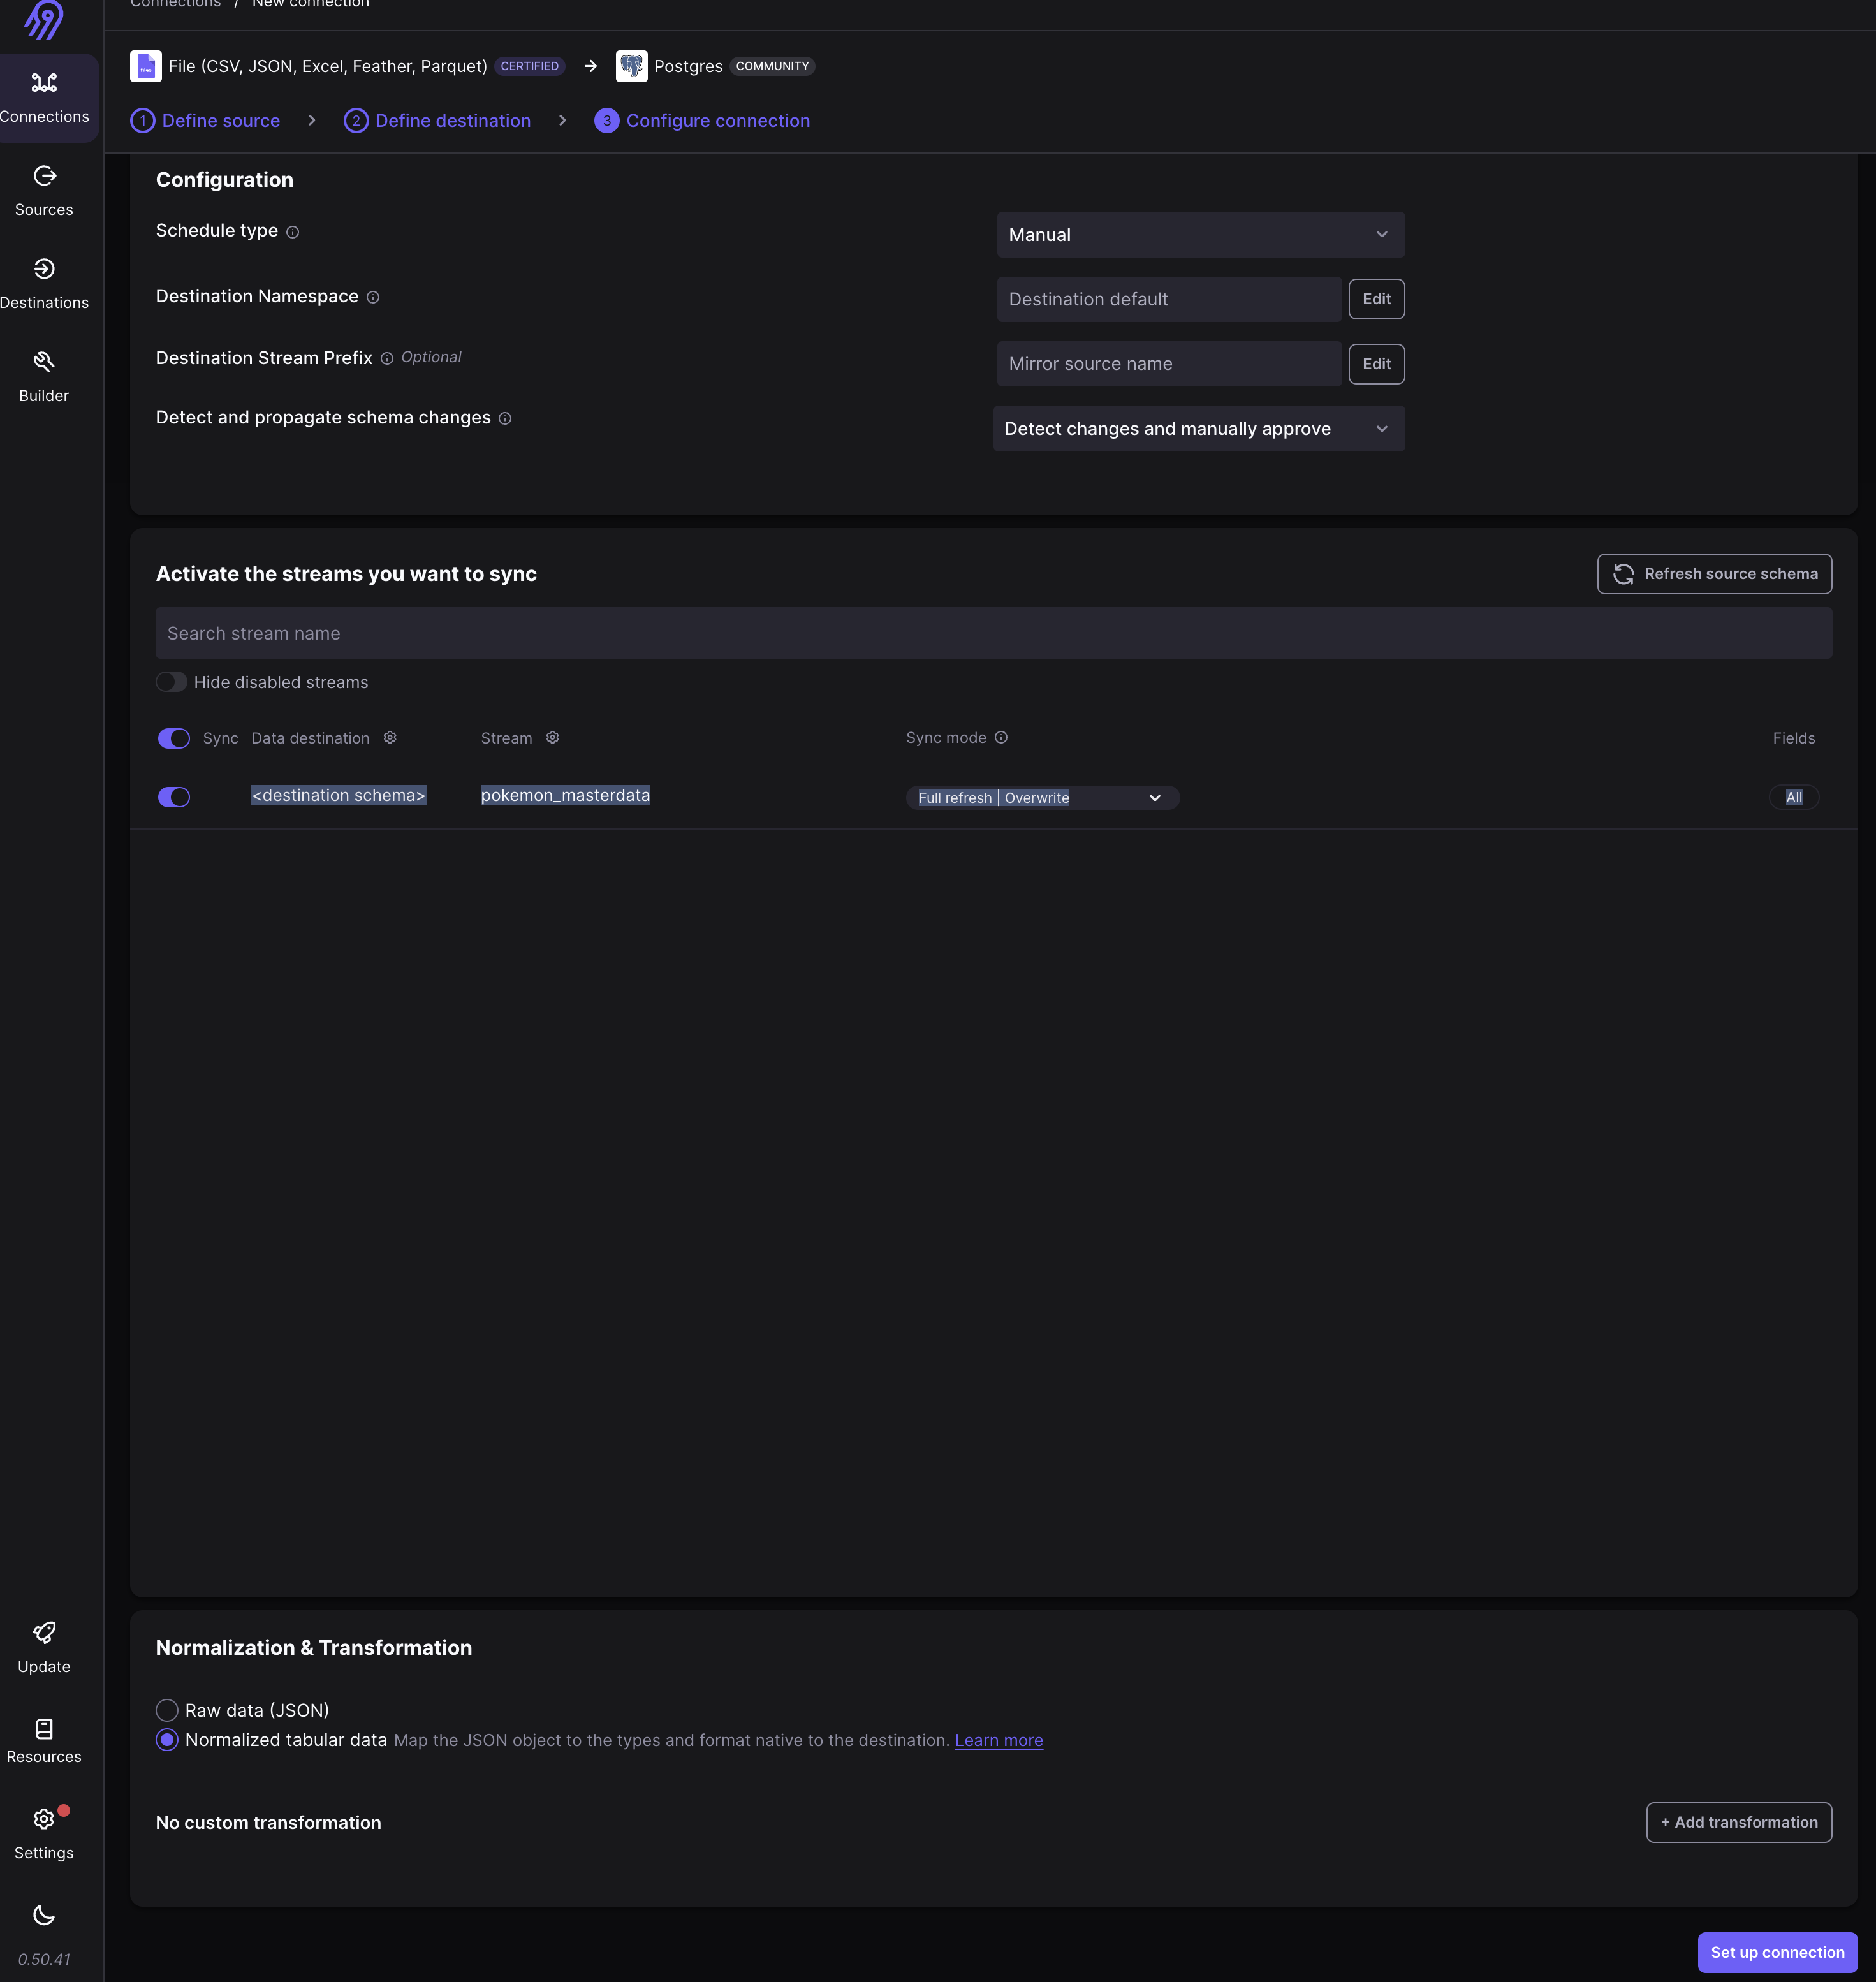 Connections / New connection
File (CSV, JSON, Excel, Feather, Parquet) CERTIFIED → Postgres COMMUNITY
1 Define source > 2 Define destination > 3 Configure connection
Connections
Sources
Destinations
Builder
Update
Resources
Settings
0.50.41
Configuration
Schedule type
Manual
Destination Namespace
Destination default Edit
Destination Stream Prefix Optional
Mirror source name Edit
Detect and propagate schema changes
Detect changes and manually approve
Activate the streams you want to sync
Refresh source schema
Search stream name
Hide disabled streams
Sync Data destination Stream Sync mode Fields
<destination schema> pokemon_masterdata Full refresh | Overwrite All
Normalization & Transformation
Raw data (JSON)
Normalized tabular data Map the JSON object to the types and format native to the destination. Learn more
No custom transformation
+ Add transformation
Set up connection